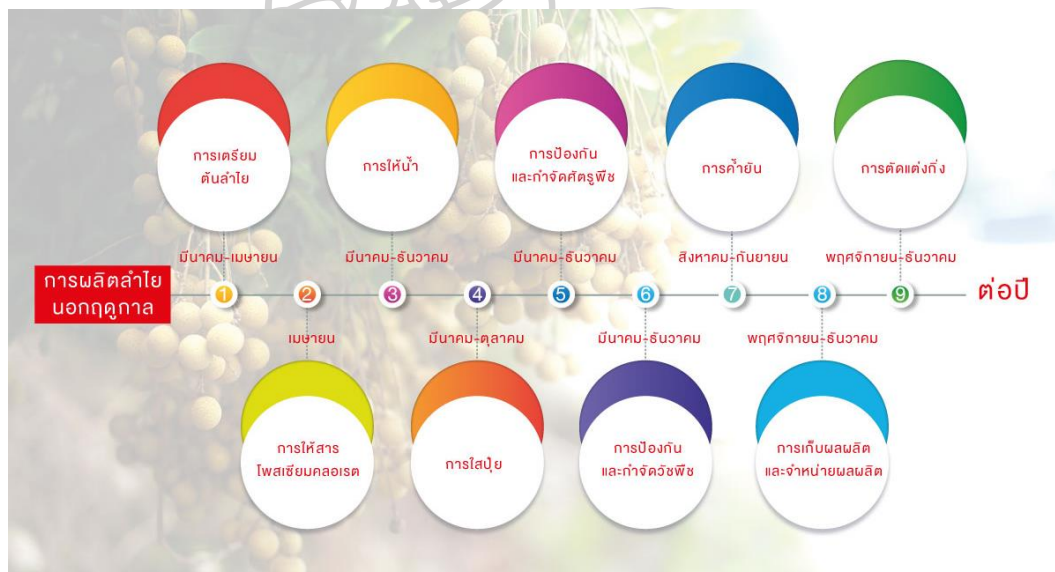 การผลิตลำไย
นอกฤดูกาล
การเตรียม
ต้นลำไย
มีนาคม-เมษายน
1
2
เมษายน
การให้สาร
โพสเซียมคลอเรต
การให้น้ำ
มีนาคม-ธันวาคม
3
4
มีนาคม-ตุลาคม
การใสปุ๋ย
การป้องกัน
และกำจัดศัตรูพืช
มีนาคม-ธันวาคม
5
6
มีนาคม-ธันวาคม
การป้องกัน
และกำจัดวัชพืช
การค้ำยัน
สิงหาคม-กันยายน
7
8
พฤศจิกายน-ธันวาคม
การเก็บผลผลิต
และจำหน่ายผลผลิต
การตัดแต่งกิ่ง
พฤศจิกายน-ธันวาคม
9
ต่อปี